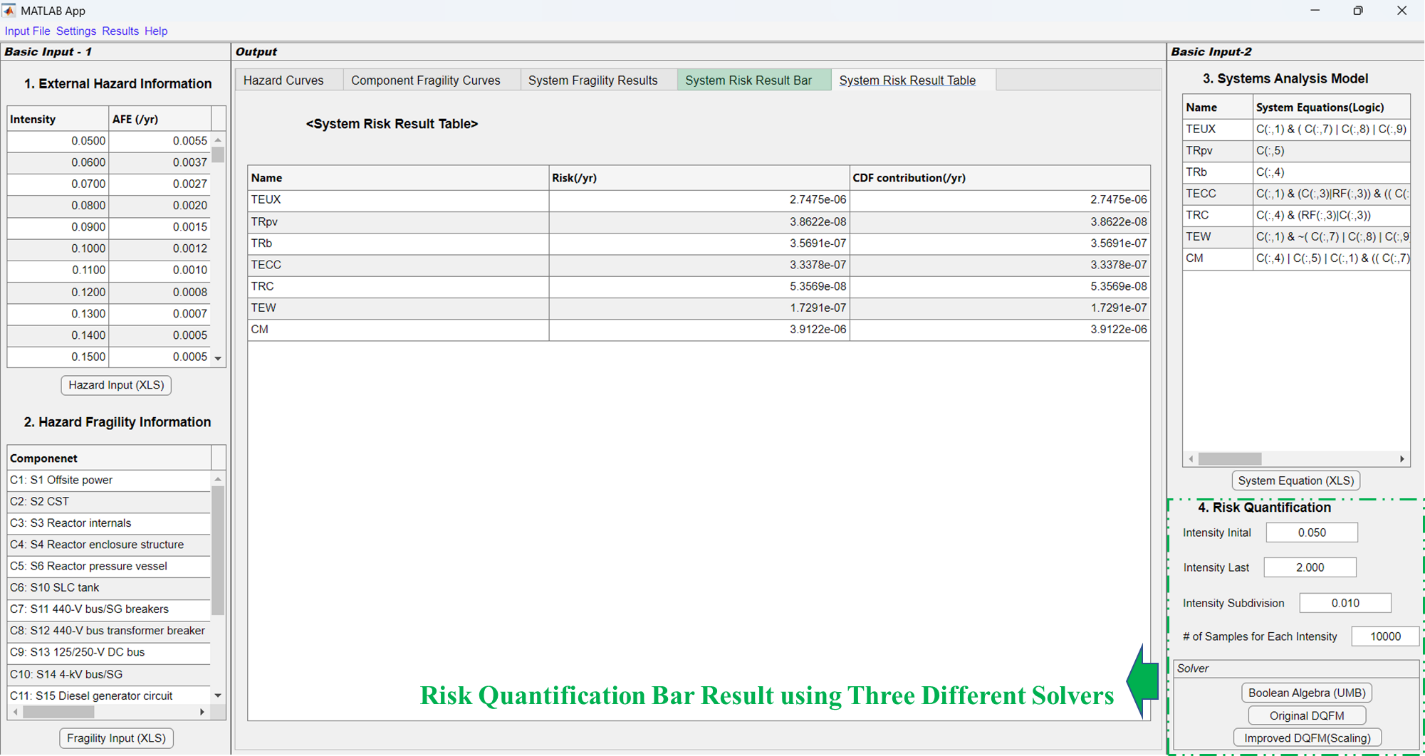 MATLAB App
Input File Settings Results Help
Basic Input - 1
1. External Hazard Information
Intensity AFE (/yr)
0.0500 0.0055
0.0600 0.0037
0.0700 0.0027
0.0800 0.0020
0.0900 0.0015
0.1000 0.0012
0.1100 0.0010
0.1200 0.0008
0.1300 0.0007
0.1400 0.0005
0.1500 0.0005
Hazard Input (XLS)
2. Hazard Fragility Information
Componenet
C1: S1 Offsite power
C2: S2 CST
C3: S3 Reactor internals
C4: S4 Reactor enclosure structure
C5: S6 Reactor pressure vessel
C6: S10 SLC tank
C7: S11 440-V bus/SG breakers
C8: S12 440-V bus transformer breaker
C9: S13 125/250-V DC bus
C10: S14 4-kV bus/SG
C11: S15 Diesel generator circuit
Fragility Input (XLS)
Output
Hazard Curves Component Fragility Curves System Fragility Results System Risk Result Bar System Risk Result Table
<System Risk Result Table>
Name Risk(/yr) CDF contribution(/yr)
TEUX 2.7475e-06 2.7475e-06
TRpv 3.8622e-08 3.8622e-08
TRb 3.5691e-07 3.5691e-07
TECC 3.3378e-07 3.3378e-07
TRC 5.3569e-08 5.3569e-08
TEW 1.7291e-07 1.7291e-07
CM 3.9122e-06 3.9122e-06
Risk Quantification Bar Result using Three Different Solvers
Basic Input-2
3. Systems Analysis Model
Name System Equations(Logic)
TEUX C(:,1) & ( C(:,7) | C(:,8) | C(:,9)
TRpv C(:,5)
TRb C(:,4)
TECC C(:,1) & (C(:,3)|RF(:,3)) & (( C(:
TRC C(:,4) & (RF(:,3)|C(:,3))
TEW C(:,1) & ~( C(:,7) | C(:,8) | C(:,9
CM C(:,4) | C(:,5) | C(:,1) & (( C(:,7)
System Equation (XLS)
4. Risk Quantification
Intensity Inital 0.050
Intensity Last 2.000
Intensity Subdivision 0.010
# of Samples for Each Intensity 10000
Solver
Boolean Algebra (UMB)
Original DQFM
Improved DQFM(Scaling)